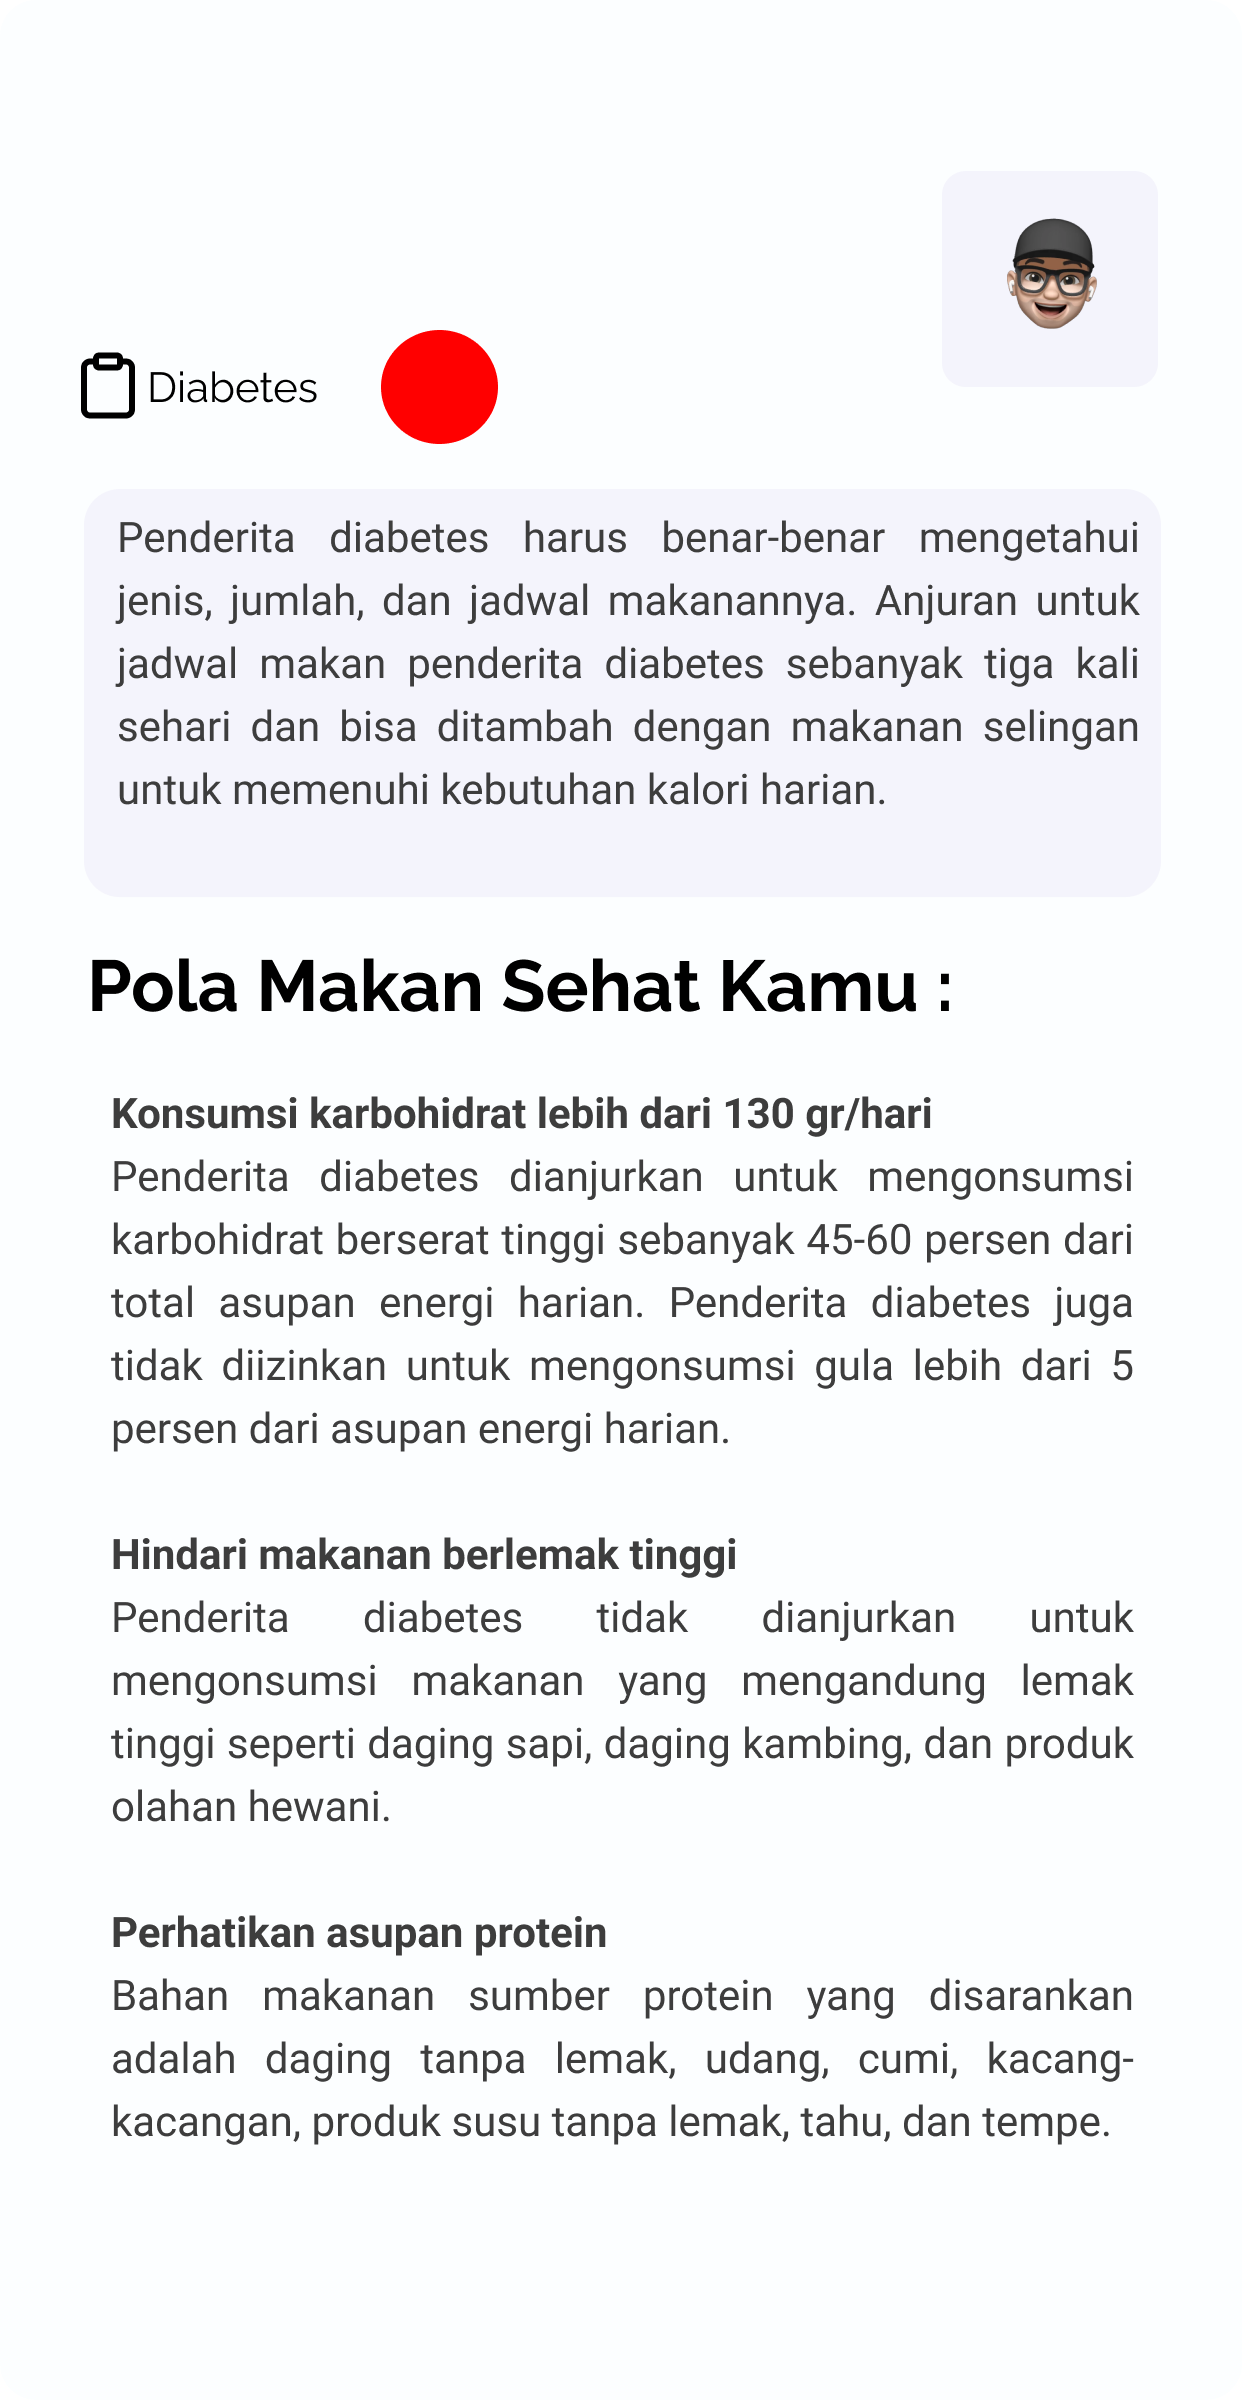 Diabetes
Penderita diabetes harus benar-benar mengetahui
jenis, jumlah, dan jadwal makanannya. Anjuran untuk
jadwal makan penderita diabetes sebanyak tiga kali
sehari dan bisa ditambah dengan makanan selingan
untuk memenuhi kebutuhan kalori harian.
Pola Makan Sehat Kamu :
Konsumsi karbohidrat lebih dari 130 gr/hari
Penderita diabetes dianjurkan untuk mengonsumsi
karbohidrat berserat tinggi sebanyak 45-60 persen dari
total asupan energi harian. Penderita diabetes juga
tidak diizinkan untuk mengonsumsi gula lebih dari 5
persen dari asupan energi harian.
Hindari makanan berlemak tinggi
Penderita diabetes tidak dianjurkan untuk
mengonsumsi makanan yang mengandung lemak
tinggi seperti daging sapi, daging kambing, dan produk
olahan hewani.
Perhatikan asupan protein
Bahan makanan sumber protein yang disarankan
adalah daging tanpa lemak, udang, cumi, kacang-
kacangan, produk susu tanpa lemak, tahu, dan tempe.